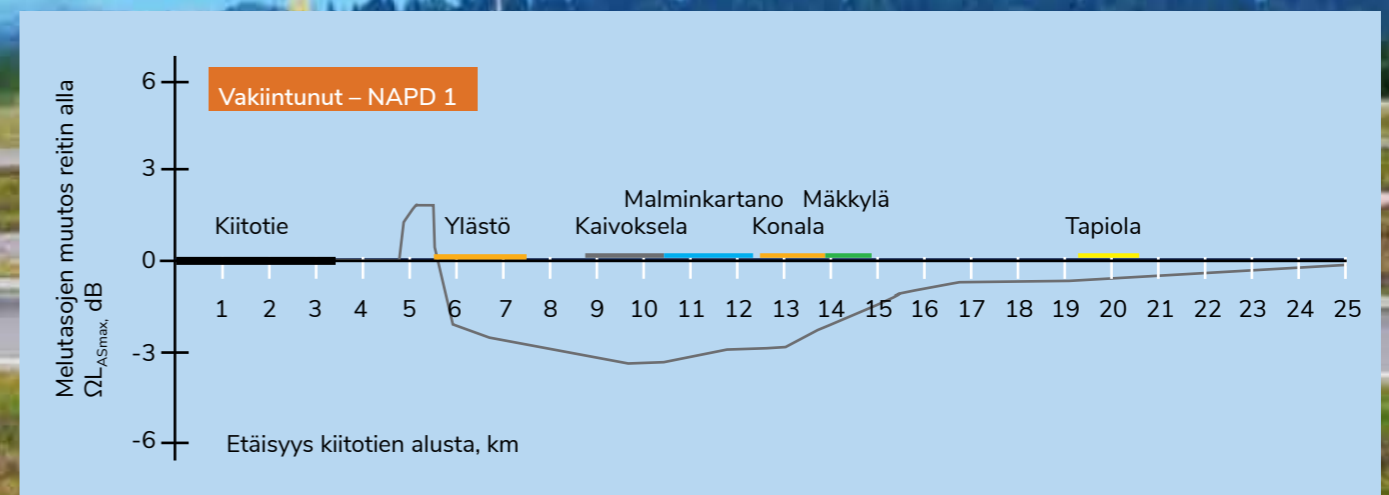 Melutasojen muutos reitin alla
ΩL_ASmax, dB
6
3
0
-3
-6
Vakiintunut – NAPD 1
Malminkartano Mäkkylä
Kiitotie Ylästö Kaivoksela Konala Tapiola
1 2 3 4 5 6 7 8 9 10 11 12 13 14 15 16 17 18 19 20 21 22 23 24 25
Etäisyys kiitotien alusta, km